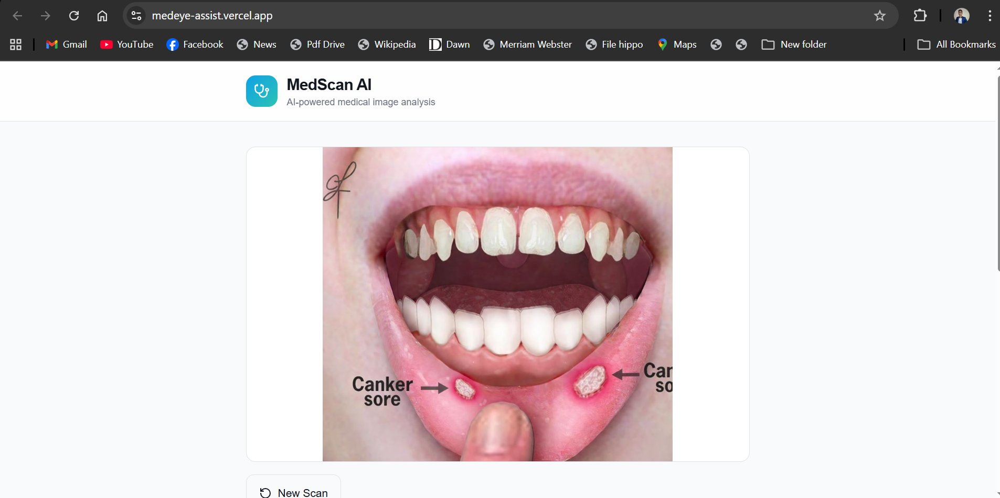 medeye-assist.vercel.app
Gmail YouTube Facebook News Pdf Drive Wikipedia Dawn Merriam Webster File hippo Maps New folder All Bookmarks
MedScan AI
AI-powered medical image analysis
Canker
sore
Can
so
New Scan